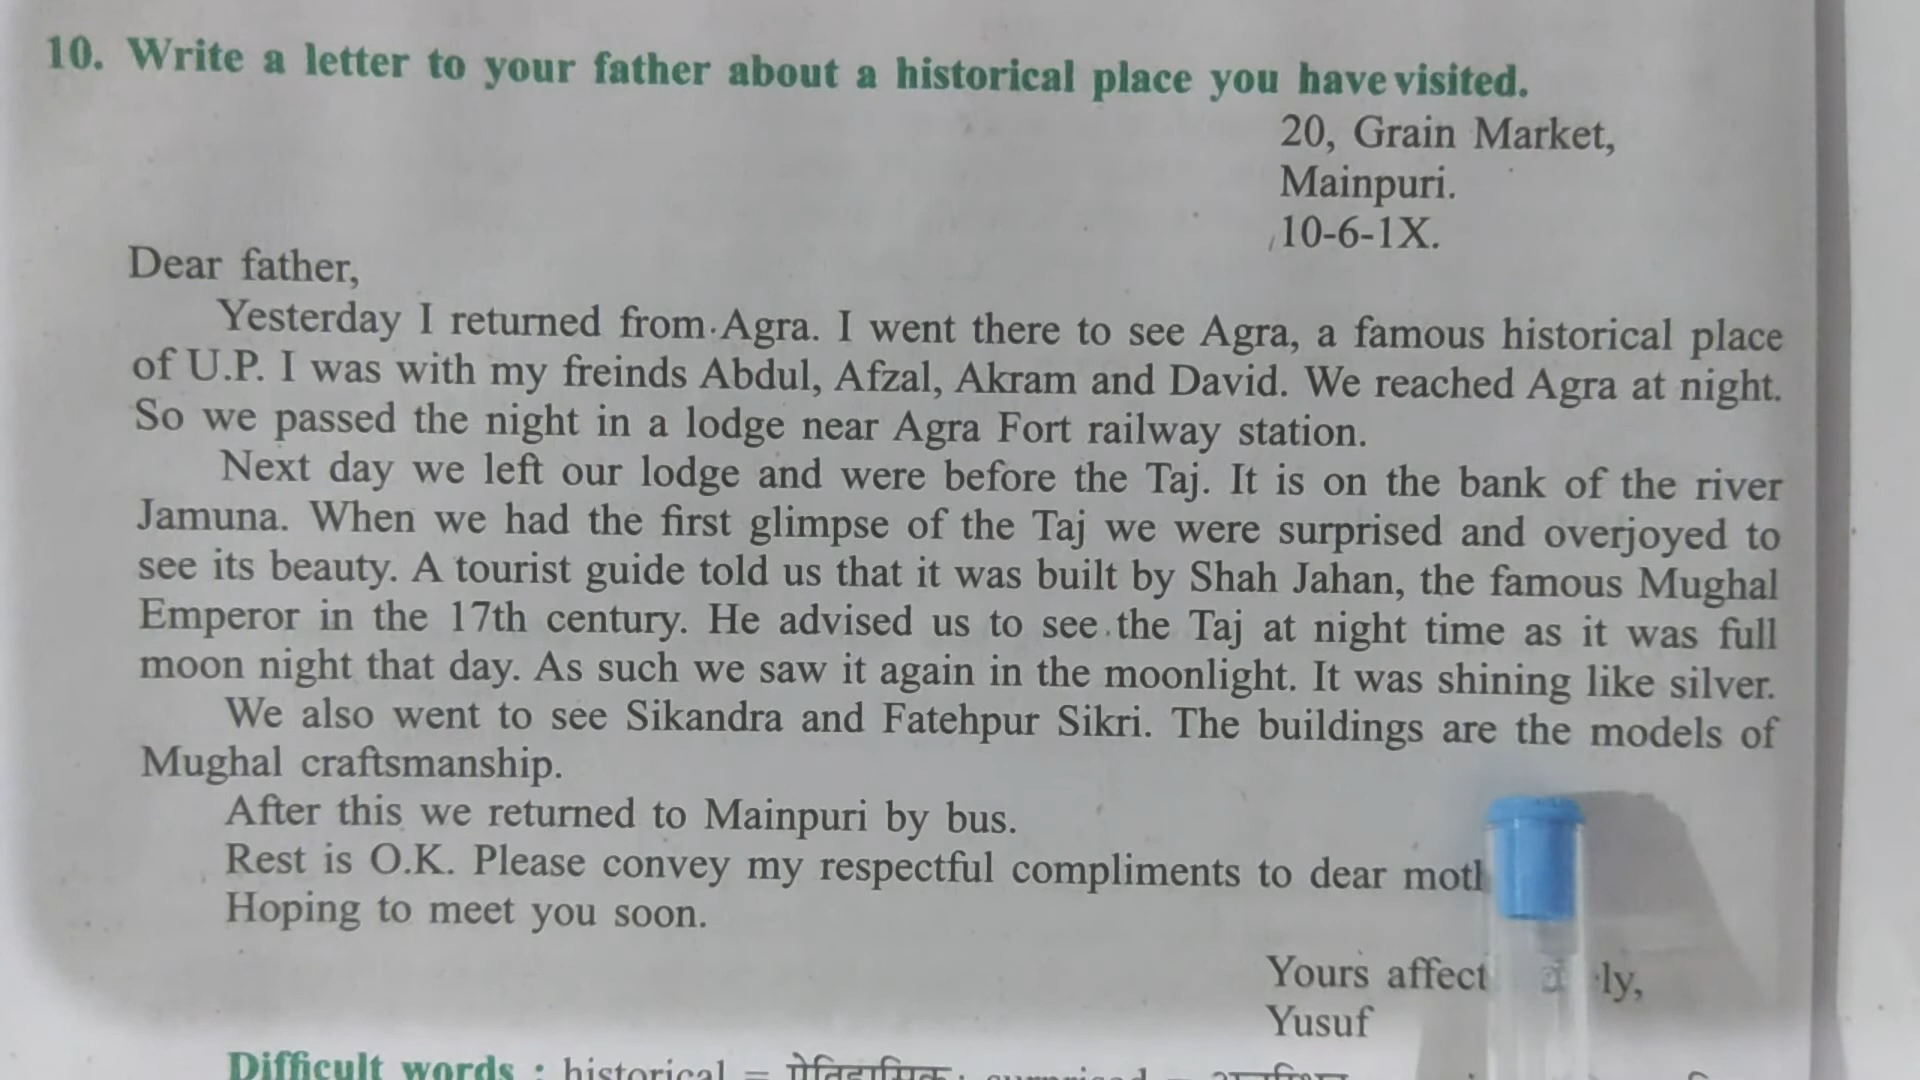 10. Write a letter to your father about a historical place you have visited.
20, Grain Market,
Mainpuri.
10-6-1X.
Dear father,
Yesterday I returned from Agra. I went there to see Agra, a famous historical place
of U.P. I was with my freinds Abdul, Afzal, Akram and David. We reached Agra at night.
So we passed the night in a lodge near Agra Fort railway station.
Next day we left our lodge and were before the Taj. It is on the bank of the river
Jamuna. When we had the first glimpse of the Taj we were surprised and overjoyed to
see its beauty. A tourist guide told us that it was built by Shah Jahan, the famous Mughal
Emperor in the 17th century. He advised us to see the Taj at night time as it was full
moon night that day. As such we saw it again in the moonlight. It was shining like silver.
We also went to see Sikandra and Fatehpur Sikri. The buildings are the models of
Mughal craftsmanship.
After this we returned to Mainpuri by bus.
Rest is O.K. Please convey my respectful compliments to dear
Hoping to meet you soon.
Yours
Yusuf
Difficult words : historical =